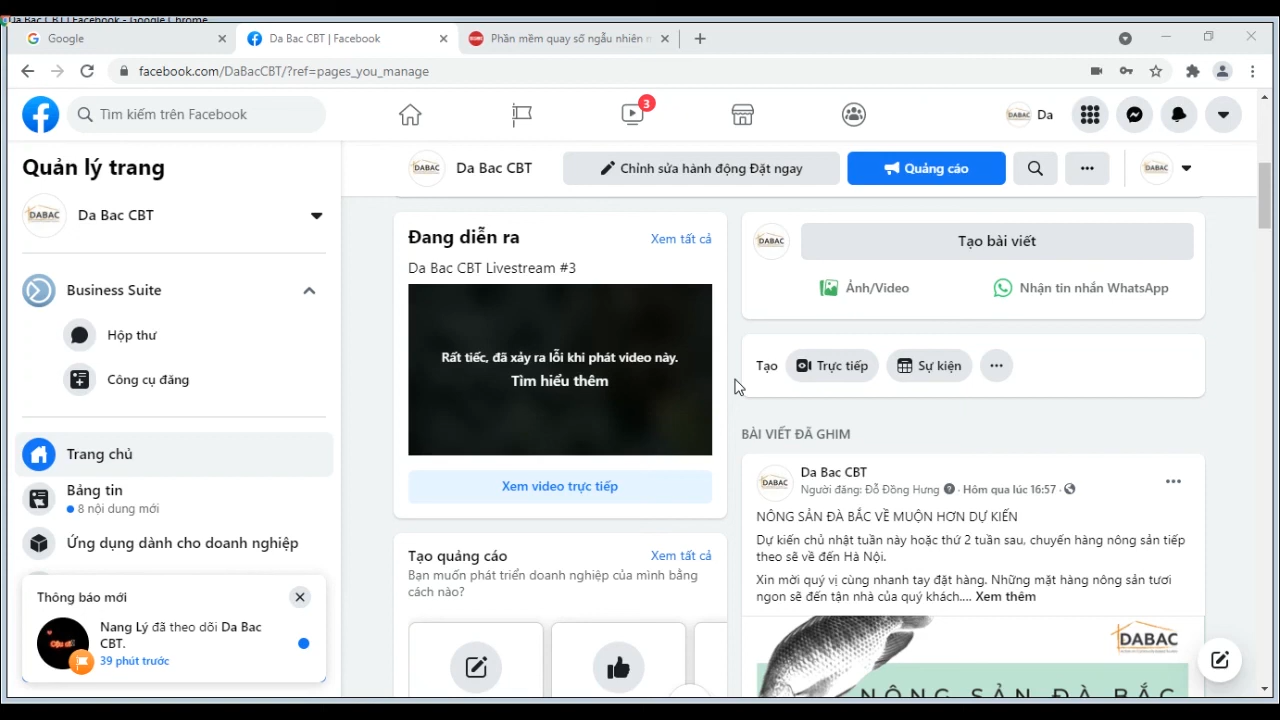 Da Bac CBT | Facebook - Google Chrome
Google
Da Bac CBT | Facebook
Phần mềm quay số ngẫu nhiên
facebook.com/DaBacCBT/?ref=pages_you_manage
Tìm kiếm trên Facebook
3
DABAC
Da
Quản lý trang
DABAC
Da Bac CBT
Chỉnh sửa hành động Đặt ngay
Quảng cáo
DABAC
DABAC
Da Bac CBT
Business Suite
Hộp thư
Công cụ đăng
Trang chủ
Bảng tin
8 nội dung mới
Ứng dụng dành cho doanh nghiệp
Thông báo mới
Nang Lý đã theo dõi Da Bac
CBT.
39 phút trước
Đang diễn ra
Xem tất cả
Da Bac CBT Livestream #3
Rất tiếc, đã xảy ra lỗi khi phát video này.
Tìm hiểu thêm
Xem video trực tiếp
Tạo quảng cáo
Xem tất cả
Bạn muốn phát triển doanh nghiệp của mình bằng
cách nào?
DABAC
Tạo bài viết
Ảnh/Video
Nhận tin nhắn WhatsApp
Tạo
Trực tiếp
Sự kiện
BÀI VIẾT ĐÃ GHIM
DABAC
Da Bac CBT
Người đăng: Đỗ Đồng Hưng · Hôm qua lúc 16:57 ·
NÔNG SẢN ĐÀ BẮC VỀ MUỘN HƠN DỰ KIẾN
Dự kiến chủ nhật tuần này hoặc thứ 2 tuần sau, chuyến hàng nông sản tiếp
theo sẽ về đến Hà Nội.
Xin mời quý vị cùng nhanh tay đặt hàng. Những mặt hàng nông sản tươi
ngon sẽ đến tận nhà của quý khách.... Xem thêm
DABAC
NÔNG SẢN ĐÀ BẮC